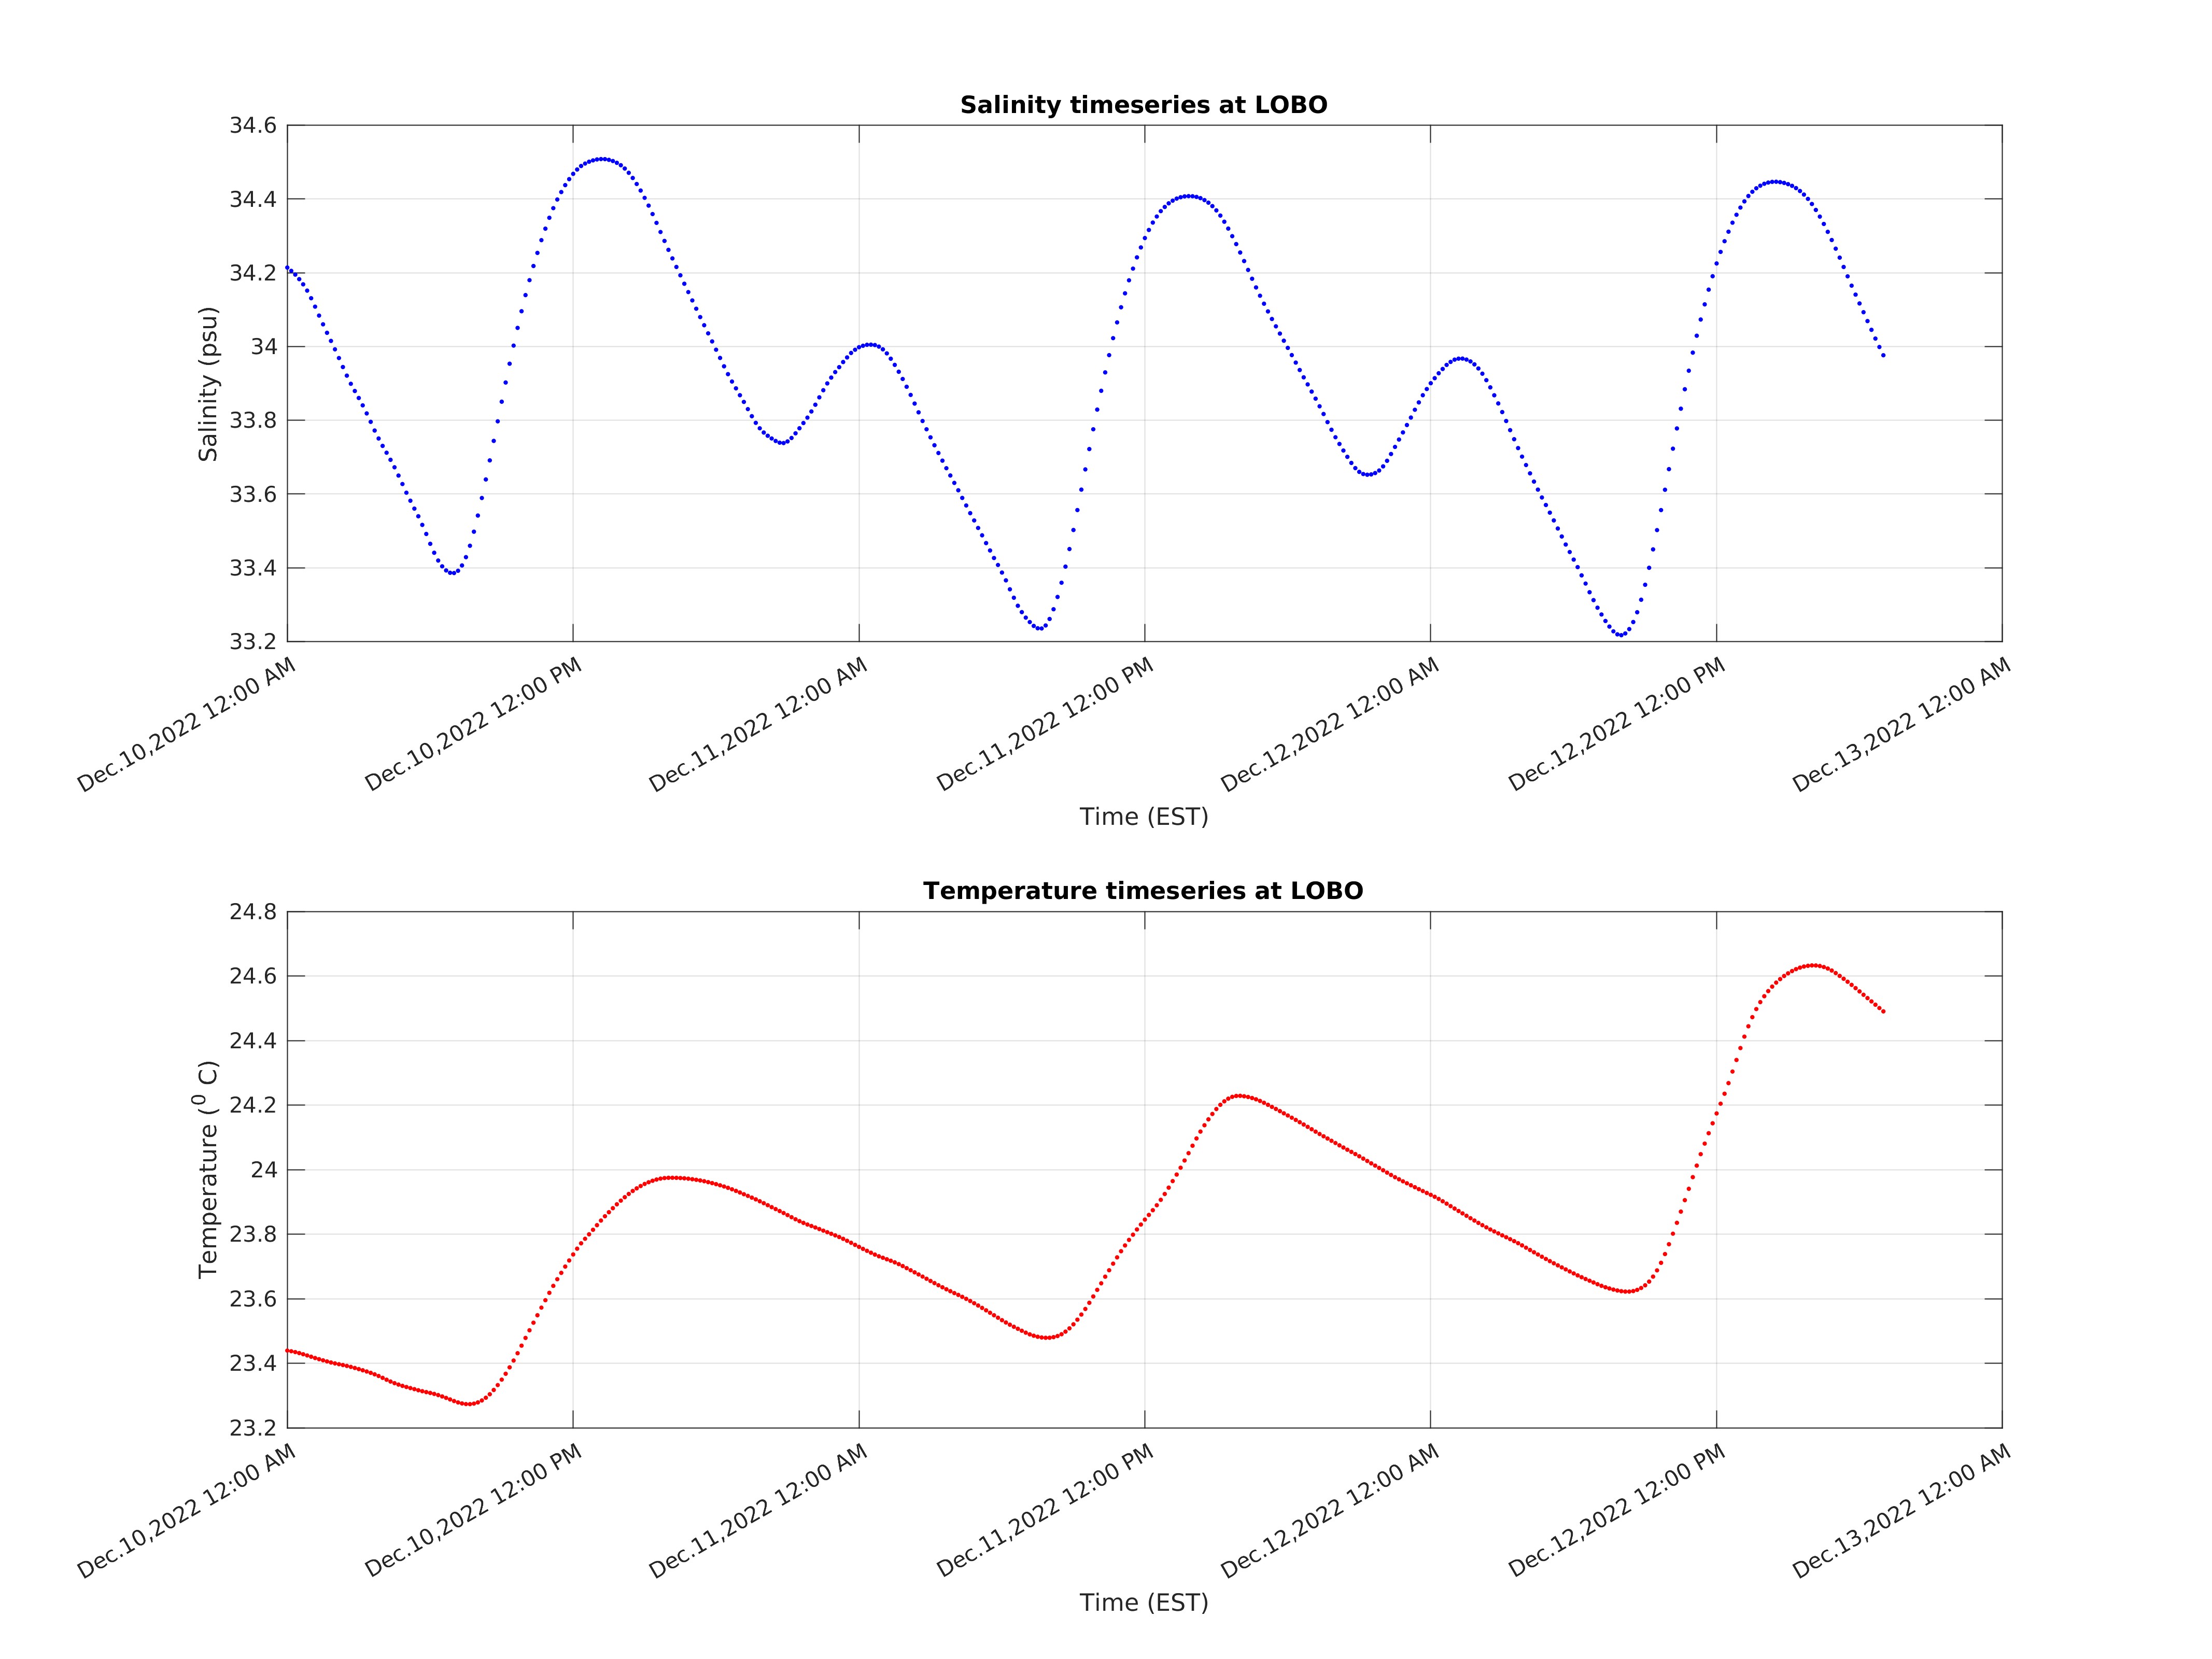 Salinity timeseries at LOBO
34.6
34.4
34.2
34
33.8
33.6
33.4
33.2
Salinity (psu)
Dec.10,2022 12:00 AM
Dec.10,2022 12:00 PM
Dec.11,2022 12:00 AM
Dec.11,2022 12:00 PM
Dec.12,2022 12:00 AM
Dec.12,2022 12:00 PM
Dec.13,2022 12:00 AM
Time (EST)
Temperature timeseries at LOBO
24.8
24.6
24.4
24.2
24
23.8
23.6
23.4
23.2
Temperature (⁰ C)
Dec.10,2022 12:00 AM
Dec.10,2022 12:00 PM
Dec.11,2022 12:00 AM
Dec.11,2022 12:00 PM
Dec.12,2022 12:00 AM
Dec.12,2022 12:00 PM
Dec.13,2022 12:00 AM
Time (EST)